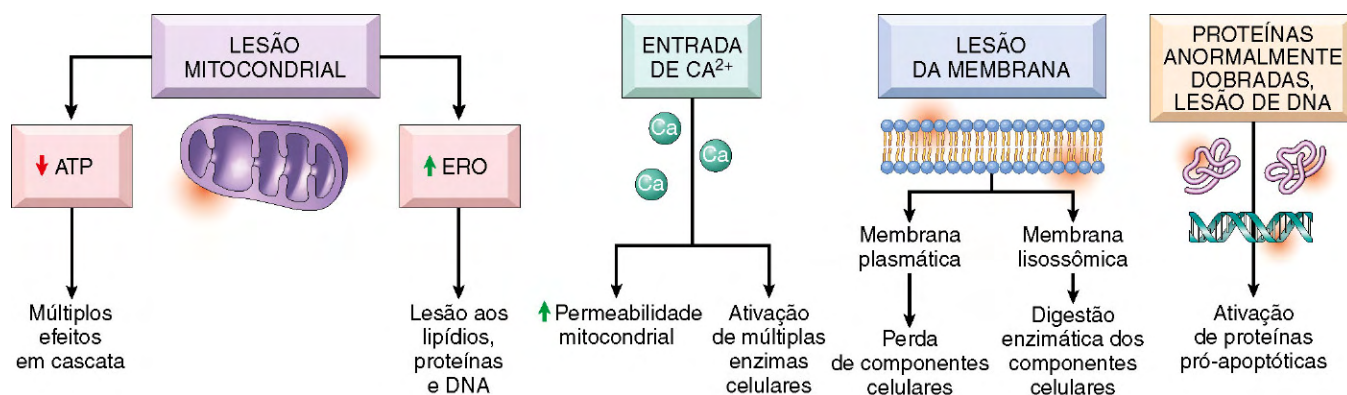 LESÃO
MITOCONDRIAL
ATP
ERO
Múltiplos
efeitos
em cascata
Lesão aos
lipídios,
proteínas
e DNA
ENTRADA
DE CA²⁺
Ca
Ca
Ca
Permeabilidade
mitocondrial
Ativação
de múltiplas
enzimas
celulares
LESÃO
DA MEMBRANA
Membrana
plasmática
Membrana
lisossômica
Perda
de componentes
celulares
Digestão
enzimática dos
componentes
celulares
PROTEÍNAS
ANORMALMENTE
DOBRADAS,
LESÃO DE DNA
Ativação
de proteínas
pró-apoptóticas